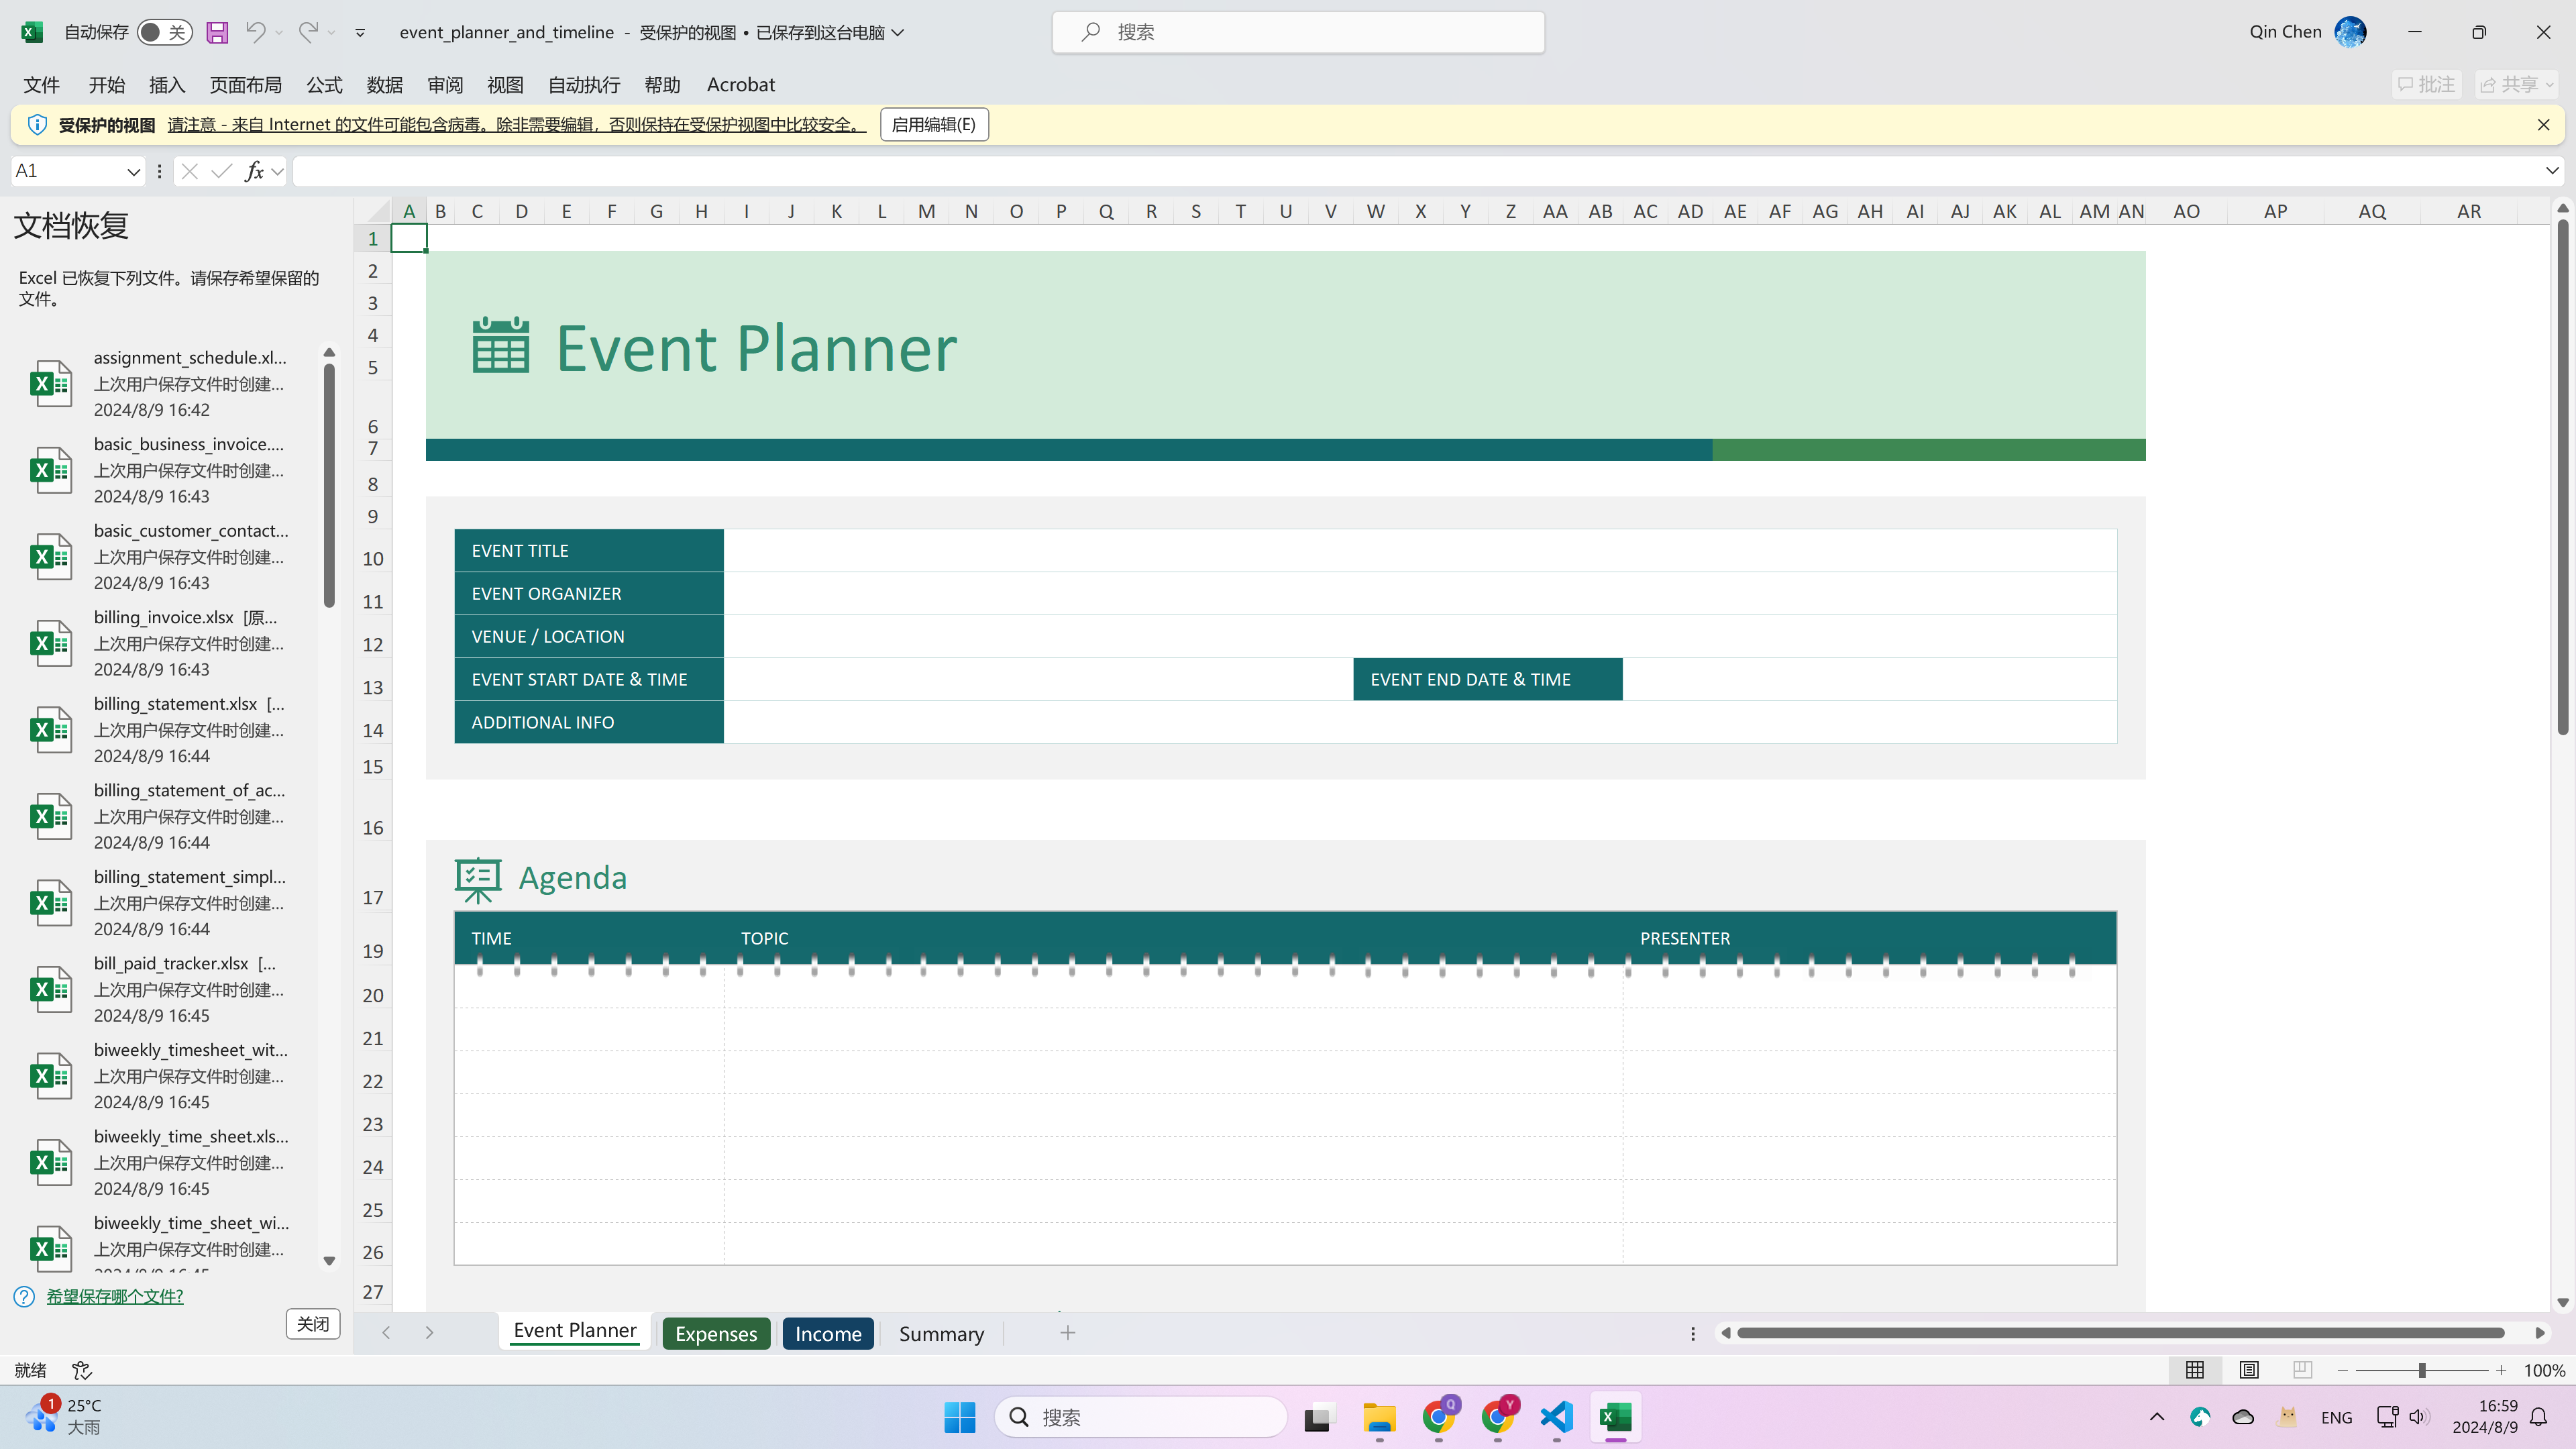 自动保存 关 event_planner_and_timeline - 受保护的视图 • 已保存到这台电脑 搜索 Qin Chen
文件 开始 插入 页面布局 公式 数据 审阅 视图 自动执行 帮助 Acrobat 批注 共享
受保护的视图 请注意 - 来自 Internet 的文件可能包含病毒。除非需要编辑，否则保持在受保护视图中比较安全。 启用编辑(E)
A1 fx
文档恢复
Excel 已恢复下列文件。请保存希望保留的
文件。
assignment_schedule.xl...
上次用户保存文件时创建...
2024/8/9 16:42
basic_business_invoice....
上次用户保存文件时创建...
2024/8/9 16:43
basic_customer_contact...
上次用户保存文件时创建...
2024/8/9 16:43
billing_invoice.xlsx [原...
上次用户保存文件时创建...
2024/8/9 16:43
billing_statement.xlsx [...
上次用户保存文件时创建...
2024/8/9 16:44
billing_statement_of_ac...
上次用户保存文件时创建...
2024/8/9 16:44
billing_statement_simpl...
上次用户保存文件时创建...
2024/8/9 16:44
bill_paid_tracker.xlsx [...
上次用户保存文件时创建...
2024/8/9 16:45
biweekly_timesheet_wit...
上次用户保存文件时创建...
2024/8/9 16:45
biweekly_time_sheet.xls...
上次用户保存文件时创建...
2024/8/9 16:45
biweekly_time_sheet_wi...
上次用户保存文件时创建...
2024/8/9 16:45
希望保存哪个文件?
关闭
A B C D E F G H I J K L M N O P Q R S T U V W X Y Z AA AB AC AD AE AF AG AH AI AJ AK AL AM AN AO AP AQ AR
1
2
3
4
5
6
7
8
9
10
11
12
13
14
15
16
17
19
20
21
22
23
24
25
26
27
Event Planner
EVENT TITLE
EVENT ORGANIZER
VENUE / LOCATION
EVENT START DATE & TIME EVENT END DATE & TIME
ADDITIONAL INFO
Agenda
TIME TOPIC PRESENTER
Event Planner Expenses Income Summary
就绪 100%
1 25°C
大雨
搜索 Q Y ENG 16:59
2024/8/9